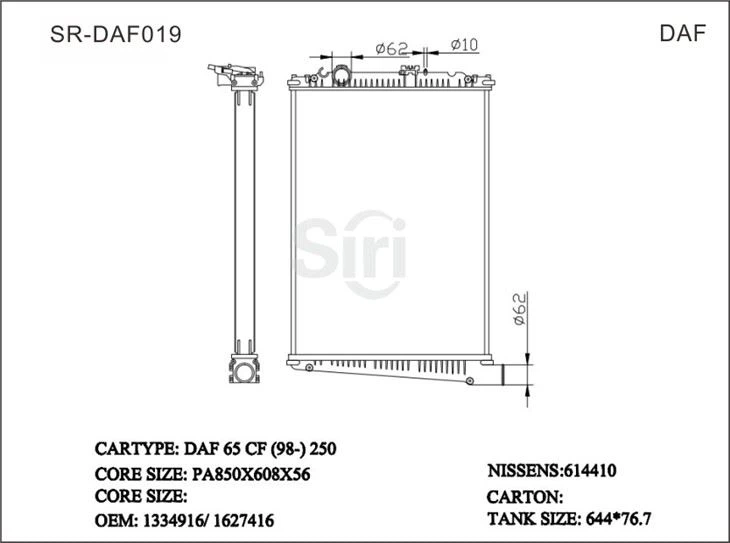 SR-DAF019
DAF
ø62
ø10
Siri
ø62
CARTYPE: DAF 65 CF (98-) 250
CORE SIZE: PA850X608X56
NISSENS:614410
CORE SIZE:
CARTON:
OEM: 1334916/ 1627416
TANK SIZE: 644*76.7